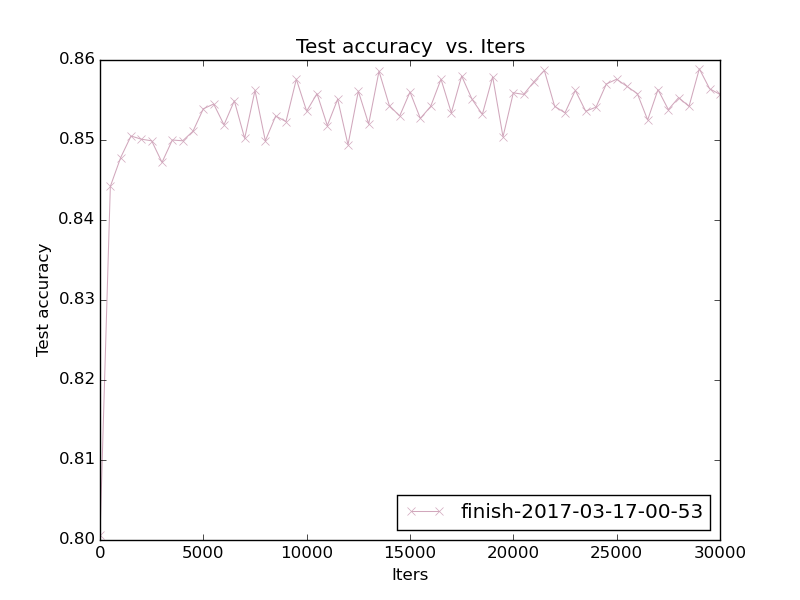 Test accuracy  vs. Iters
0.86
0.85
0.84
0.83
0.82
0.81
0.80
Test accuracy
0 5000 10000 15000 20000 25000 30000
Iters
finish-2017-03-17-00-53